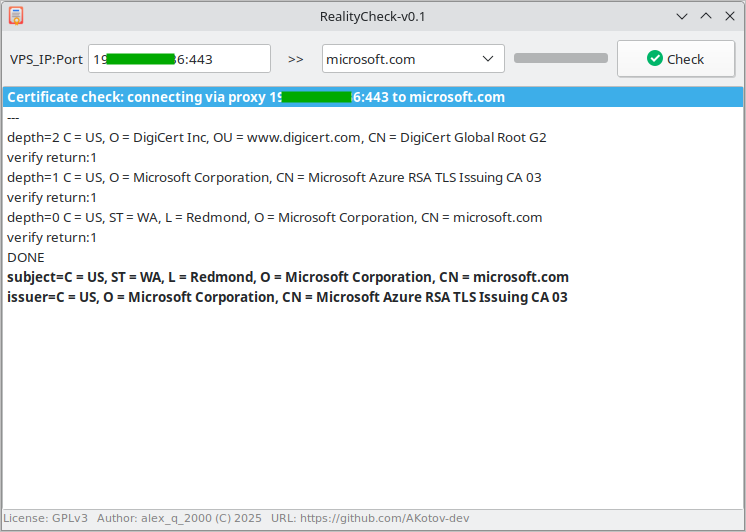 RealityCheck-v0.1
VPS_IP:Port 19 6:443 >> microsoft.com Check
Certificate check: connecting via proxy 19 6:443 to microsoft.com
---
depth=2 C = US, O = DigiCert Inc, OU = www.digicert.com, CN = DigiCert Global Root G2
verify return:1
depth=1 C = US, O = Microsoft Corporation, CN = Microsoft Azure RSA TLS Issuing CA 03
verify return:1
depth=0 C = US, ST = WA, L = Redmond, O = Microsoft Corporation, CN = microsoft.com
verify return:1
DONE
subject=C = US, ST = WA, L = Redmond, O = Microsoft Corporation, CN = microsoft.com
issuer=C = US, O = Microsoft Corporation, CN = Microsoft Azure RSA TLS Issuing CA 03
License: GPLv3 Author: alex_q_2000 (C) 2025 URL: https://github.com/AKotov-dev